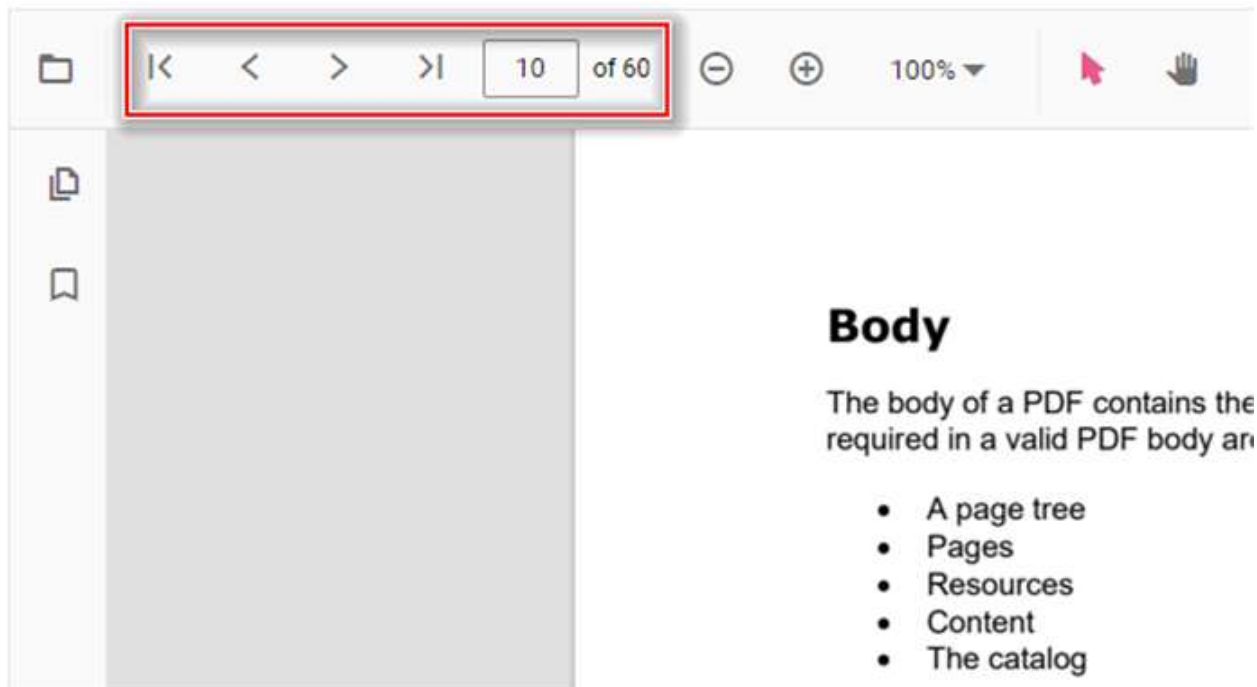 10 of 60 100%
Body
The body of a PDF contains the
required in a valid PDF body
• A page tree
• Pages
• Resources
• Content
• The catalog